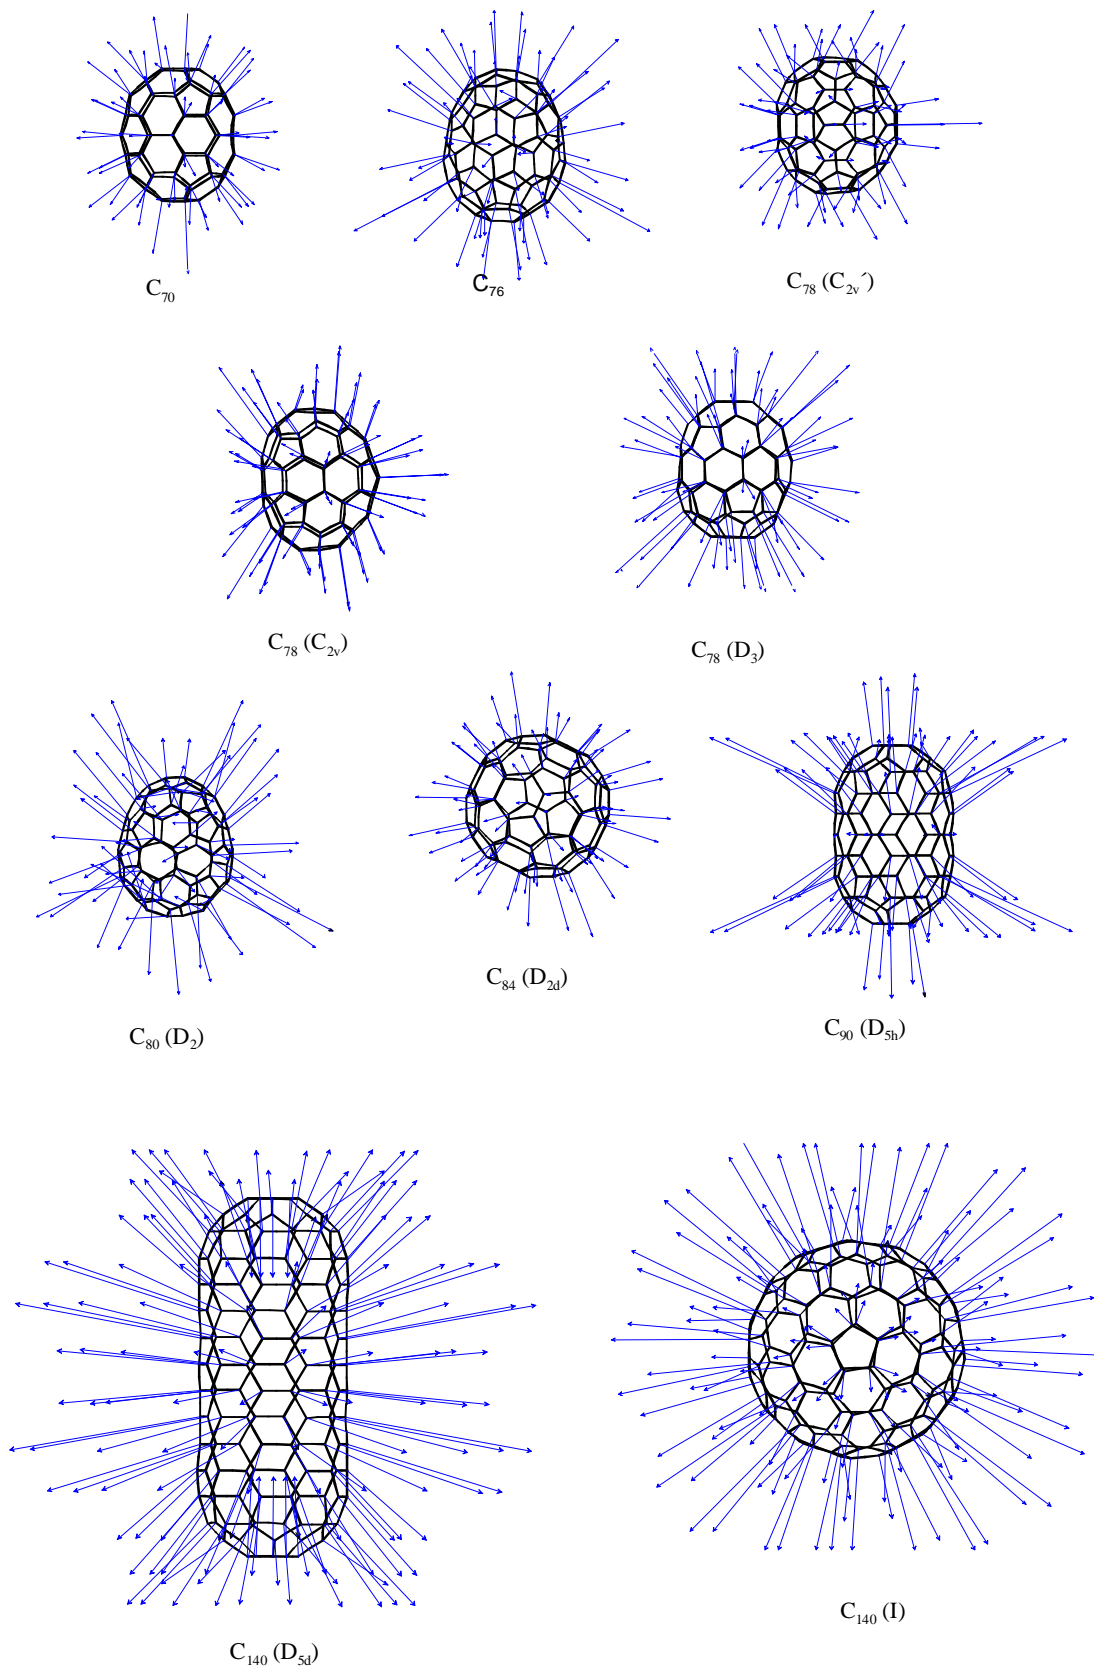 C70
C76
C78 (C2v´)
C78 (C2v)
C78 (D3)
C80 (D2)
C84 (D2d)
C90 (D5h)
C140 (D5d)
C140 (I)